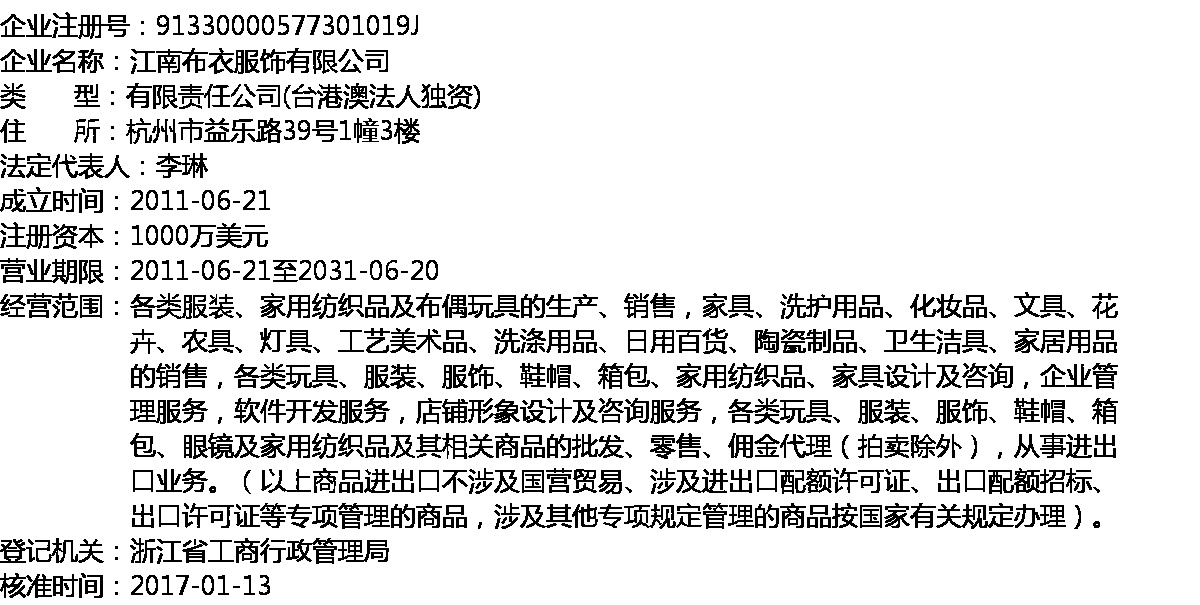 企业注册号：91330000577301019J
企业名称：江南布衣服饰有限公司
类　　型：有限责任公司(台港澳法人独资)
住　　所：杭州市益乐路39号1幢3楼
法定代表人：李琳
成立时间：2011-06-21
注册资本：1000万美元
营业期限：2011-06-21至2031-06-20
经营范围：各类服装、家用纺织品及布偶玩具的生产、销售，家具、洗护用品、化妆品、文具、花
卉、农具、灯具、工艺美术品、洗涤用品、日用百货、陶瓷制品、卫生洁具、家居用品
的销售，各类玩具、服装、服饰、鞋帽、箱包、家用纺织品、家具设计及咨询，企业管
理服务，软件开发服务，店铺形象设计及咨询服务，各类玩具、服装、服饰、鞋帽、箱
包、眼镜及家用纺织品及其相关商品的批发、零售、佣金代理（拍卖除外），从事进出
口业务。（以上商品进出口不涉及国营贸易、涉及进出口配额许可证、出口配额招标、
出口许可证等专项管理的商品，涉及其他专项规定管理的商品按国家有关规定办理）。
登记机关：浙江省工商行政管理局
核准时间：2017-01-13